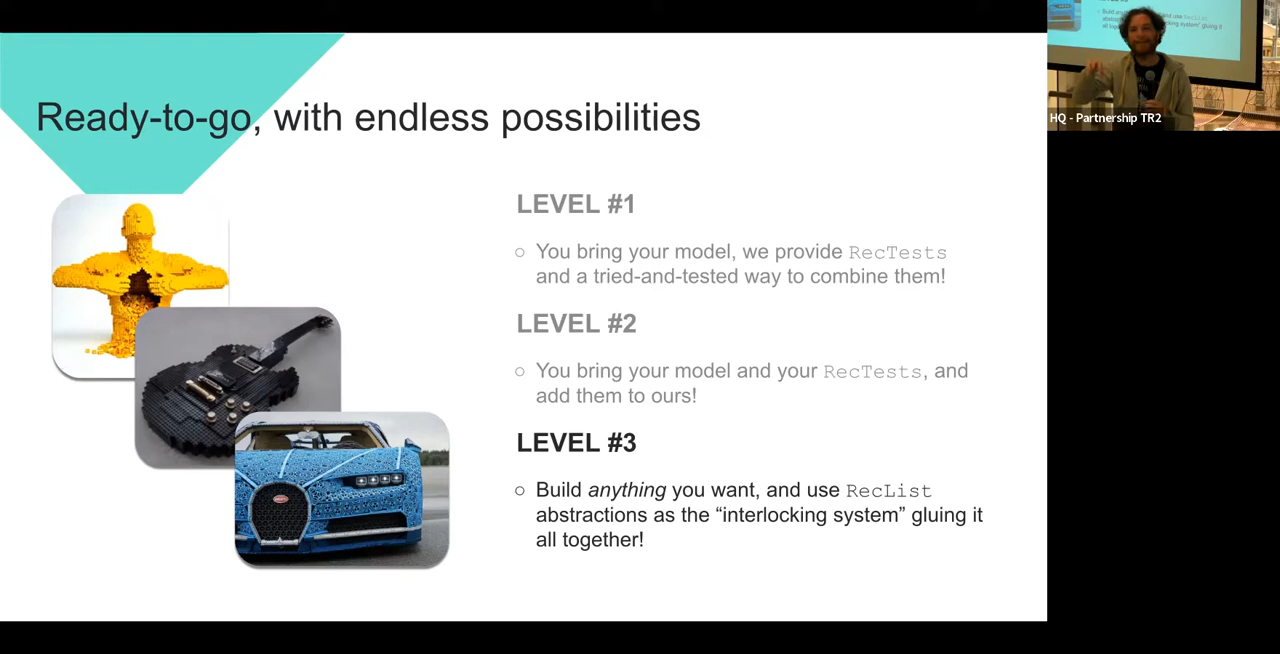 Ready-to-go, with endless possibilities
LEVEL #1
○ You bring your model, we provide RecTests
and a tried-and-tested way to combine them!
LEVEL #2
○ You bring your model and your RecTests, and
add them to ours!
LEVEL #3
○ Build anything you want, and use RecList
abstractions as the “interlocking system” gluing it
all together!
HQ - Partnership TR2